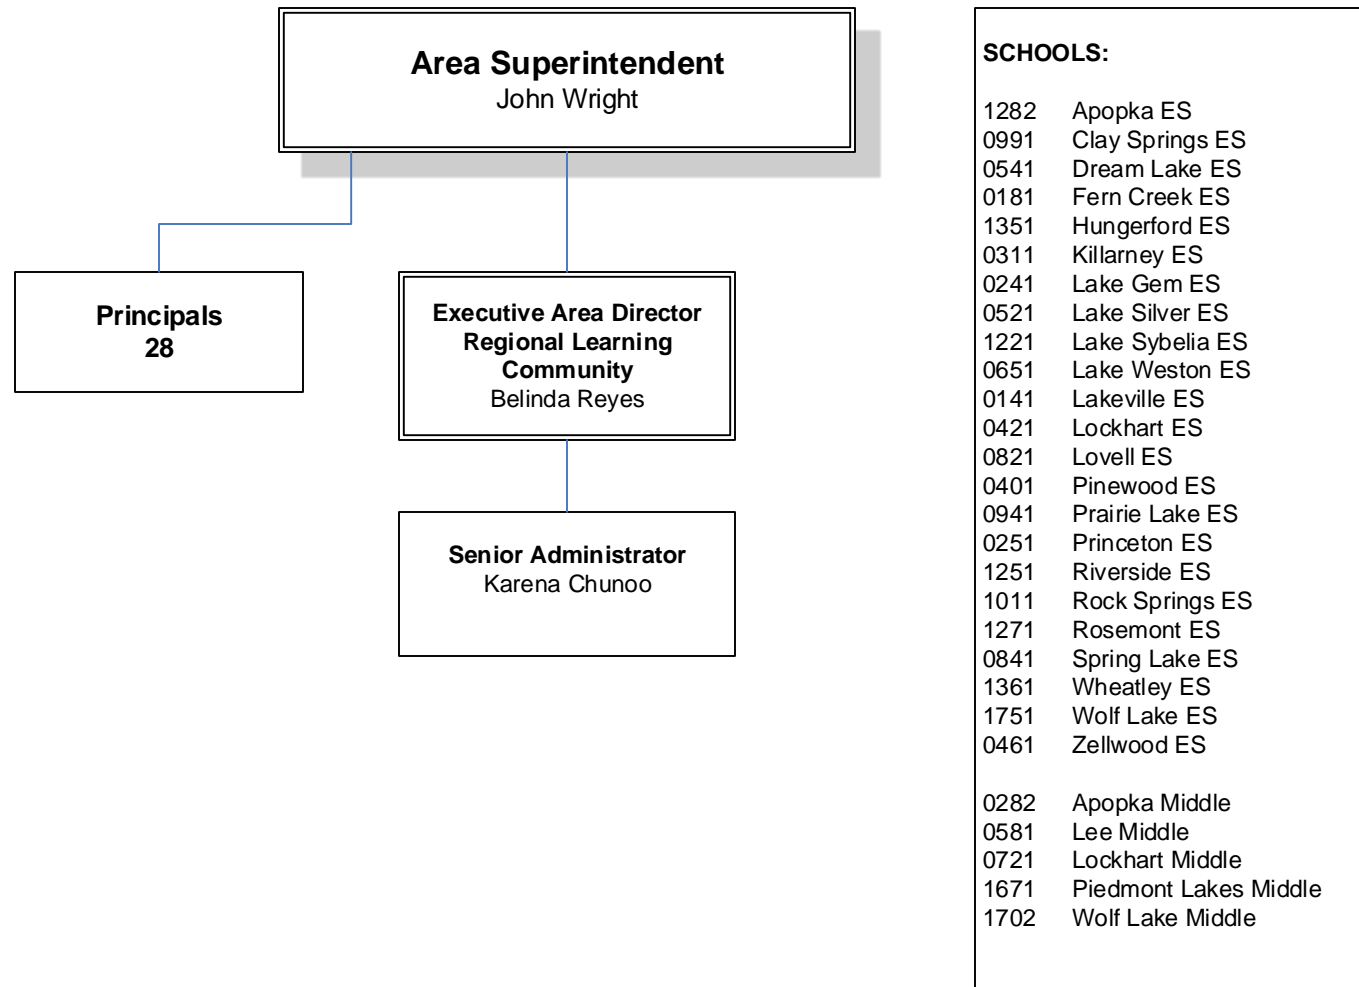 Area Superintendent
John Wright
Principals
28
Executive Area Director
Regional Learning
Community
Belinda Reyes
Senior Administrator
Karena Chunoo
SCHOOLS:
1282 Apopka ES
0991 Clay Springs ES
0541 Dream Lake ES
0181 Fern Creek ES
1351 Hungerford ES
0311 Killarney ES
0241 Lake Gem ES
0521 Lake Silver ES
1221 Lake Sybelia ES
0651 Lake Weston ES
0141 Lakeville ES
0421 Lockhart ES
0821 Lovell ES
0401 Pinewood ES
0941 Prairie Lake ES
0251 Princeton ES
1251 Riverside ES
1011 Rock Springs ES
1271 Rosemont ES
0841 Spring Lake ES
1361 Wheatley ES
1751 Wolf Lake ES
0461 Zellwood ES
0282 Apopka Middle
0581 Lee Middle
0721 Lockhart Middle
1671 Piedmont Lakes Middle
1702 Wolf Lake Middle